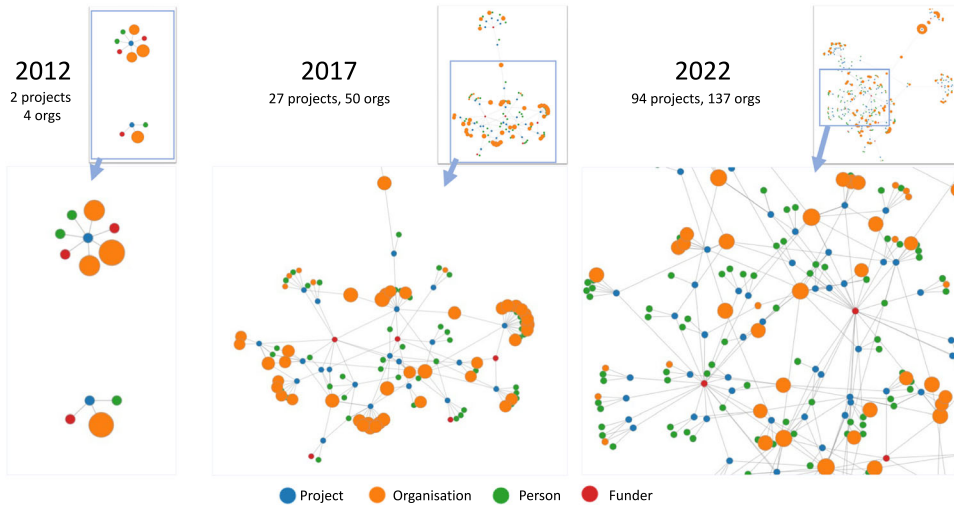 2012
2 projects
4 orgs
2017
27 projects, 50 orgs
2022
94 projects, 137 orgs
Project Organisation Person Funder